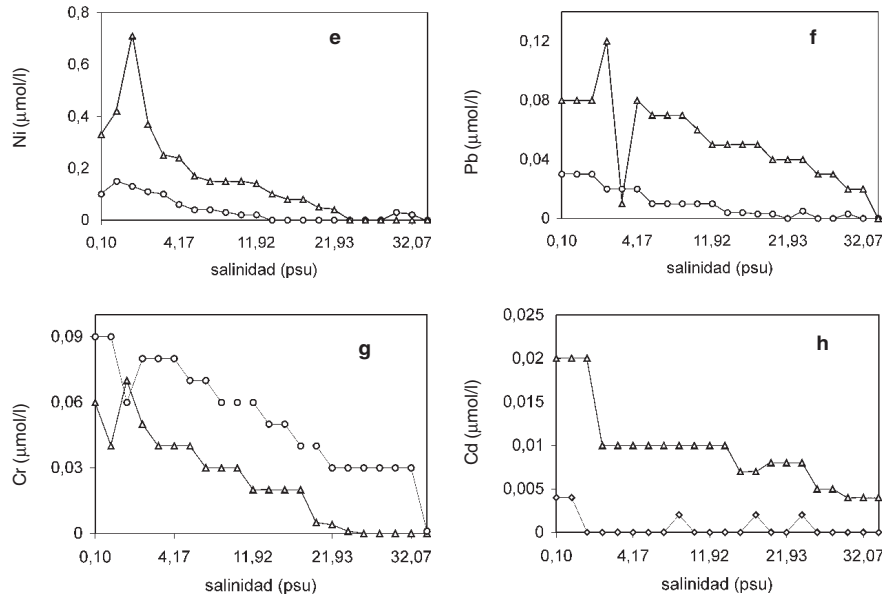 e
Ni (µmol/l)
0,8
0,6
0,4
0,2
0
0,10 4,17 11,92 21,93 32,07
salinidad (psu)
f
Pb (µmol/l)
0,12
0,08
0,04
0
0,10 4,17 11,92 21,93 32,07
salinidad (psu)
g
Cr (µmol/l)
0,09
0,06
0,03
0
0,10 4,17 11,92 21,93 32,07
salinidad (psu)
h
Cd (µmol/l)
0,025
0,02
0,015
0,01
0,005
0
0,10 4,17 11,92 21,93 32,07
salinidad (psu)